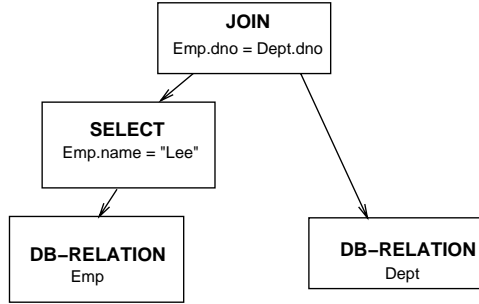 JOIN
Emp.dno = Dept.dno
SELECT
Emp.name = "Lee"
DB−RELATION
Emp
DB−RELATION
Dept